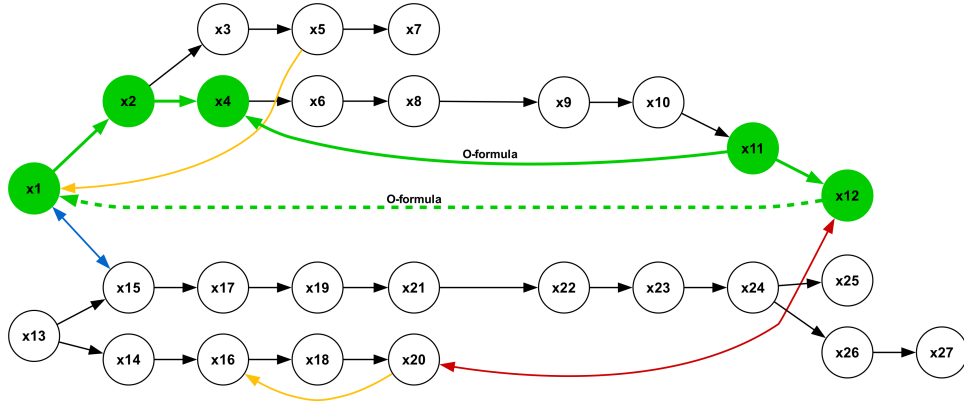 x3
x5
x7
x2
x4
x6
x8
x9
x10
x11
O-formula
x1
x12
O-formula
x15
x17
x19
x21
x22
x23
x24
x25
x13
x14
x16
x18
x20
x26
x27